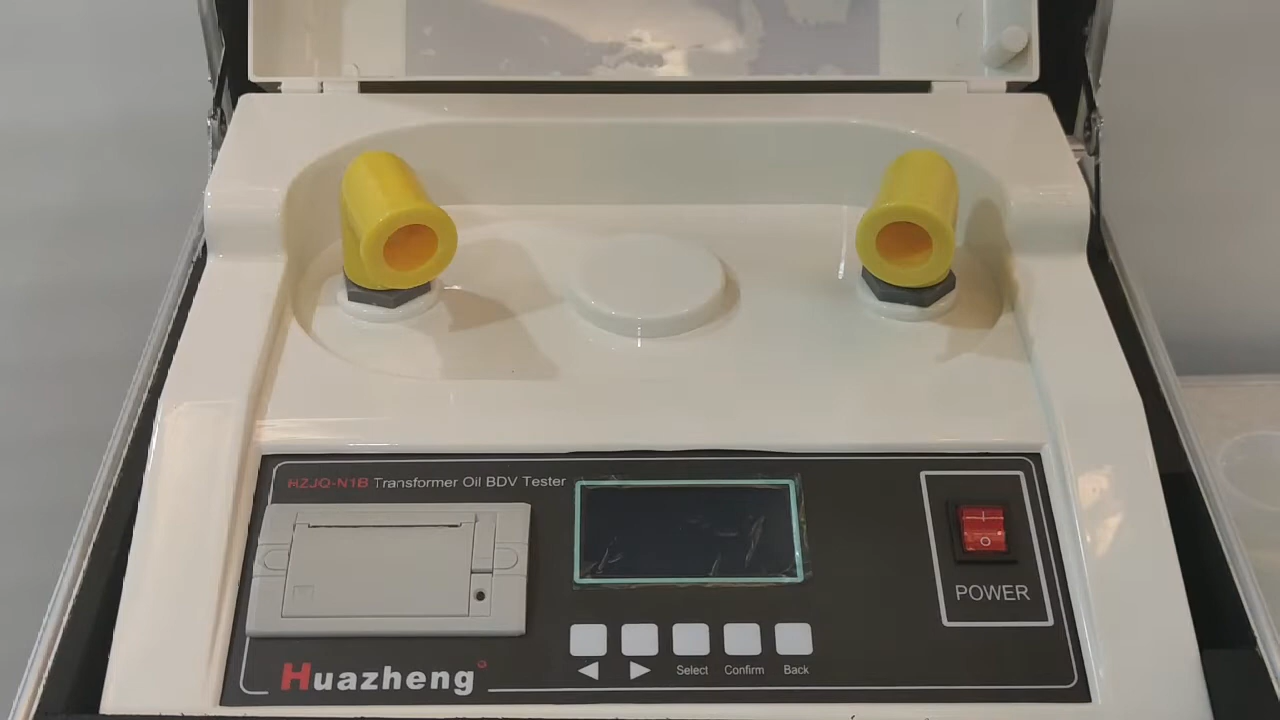 HZJQ-N1B Transformer Oil BDV Tester
POWER
◀ ▶ Select Confirm Back
Huazheng®